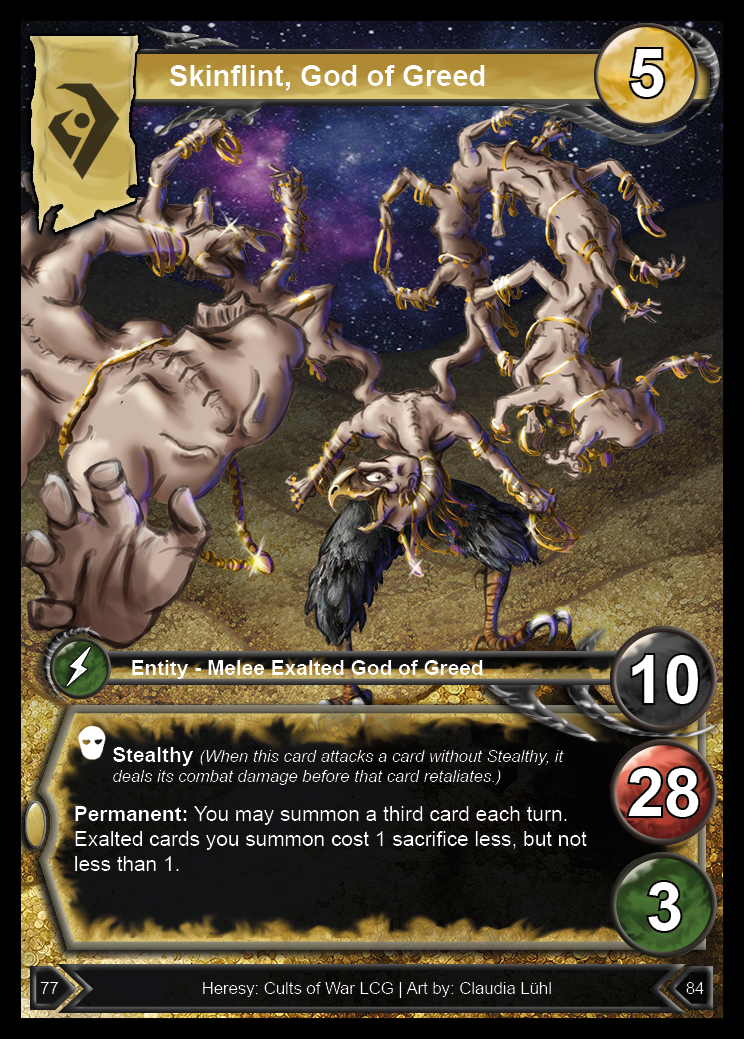 Skinflint, God of Greed
5
Entity - Melee Exalted God of Greed
10
Stealthy (When this card attacks a card without Stealthy, it
deals its combat damage before that card retaliates.)
28
Permanent: You may summon a third card each turn.
Exalted cards you summon cost 1 sacrifice less, but not
less than 1.
3
77
Heresy: Cults of War LCG | Art by: Claudia Lühl
84